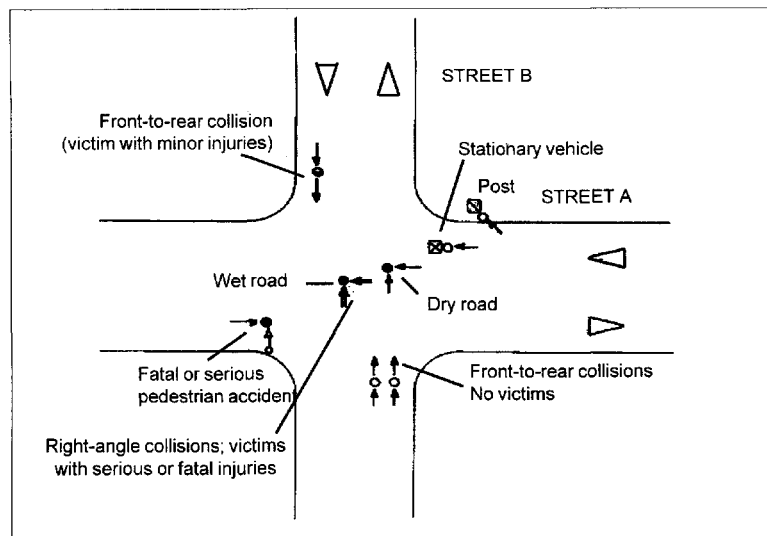 STREET B
Front-to-rear collision
(victim with minor injuries)
Stationary vehicle
Post
STREET A
Wet road
Dry road
Fatal or serious
pedestrian accident
Front-to-rear collisions
No victims
Right-angle collisions; victims
with serious or fatal injuries